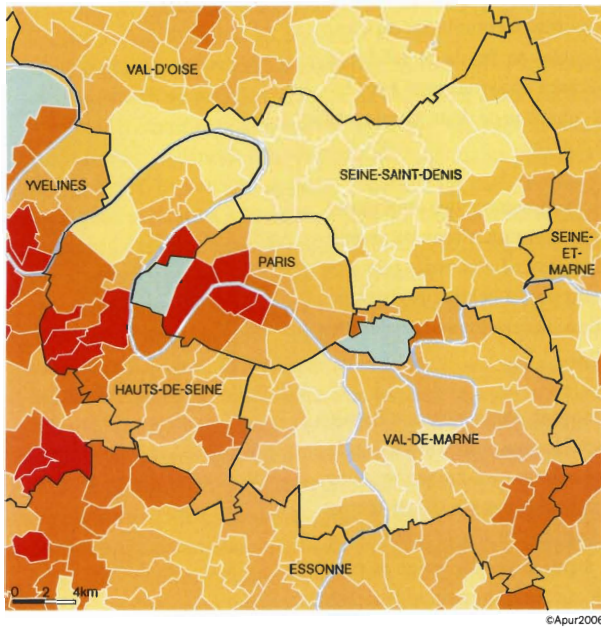 VAL-D'OISE
YVELINES
SEINE-SAINT-DENIS
SEINE-
ET-
MARNE
PARIS
HAUTS-DE-SEINE
VAL-DE-MARNE
ESSONNE
0 2 4km
©Apur2006